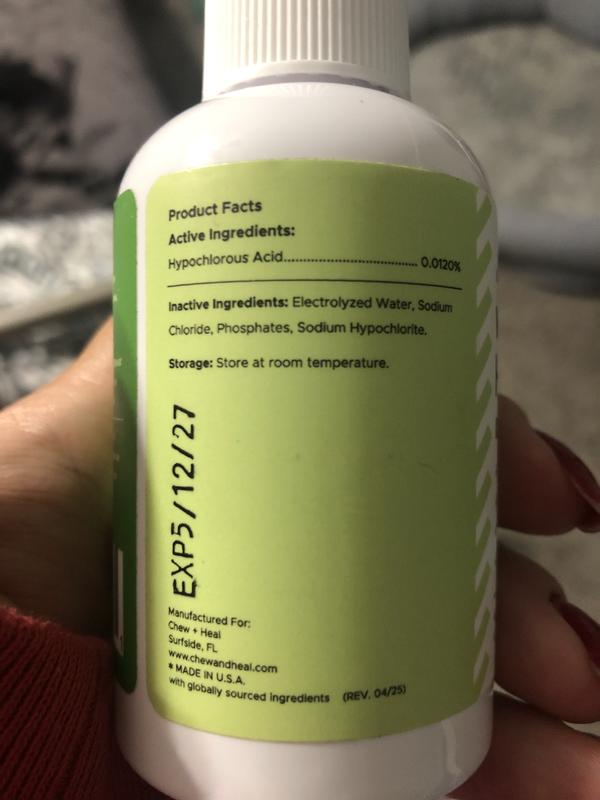 Product Facts
Active Ingredients:
Hypochlorous Acid........................................ 0.0120%
Inactive Ingredients: Electrolyzed Water, Sodium
Chloride, Phosphates, Sodium Hypochlorite.
Storage: Store at room temperature.
EXP5/12/27
Manufactured For:
Chew + Heal
Surfside, FL
www.chewandheal.com
* MADE IN U.S.A.
with globally sourced ingredients (REV. 04/25)